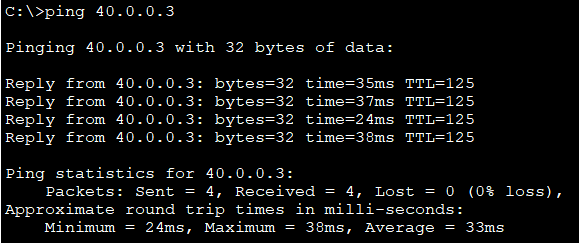 C:\>ping 40.0.0.3
Pinging 40.0.0.3 with 32 bytes of data:
Reply from 40.0.0.3: bytes=32 time=35ms TTL=125
Reply from 40.0.0.3: bytes=32 time=37ms TTL=125
Reply from 40.0.0.3: bytes=32 time=24ms TTL=125
Reply from 40.0.0.3: bytes=32 time=38ms TTL=125
Ping statistics for 40.0.0.3:
    Packets: Sent = 4, Received = 4, Lost = 0 (0% loss),
Approximate round trip times in milli-seconds:
    Minimum = 24ms, Maximum = 38ms, Average = 33ms